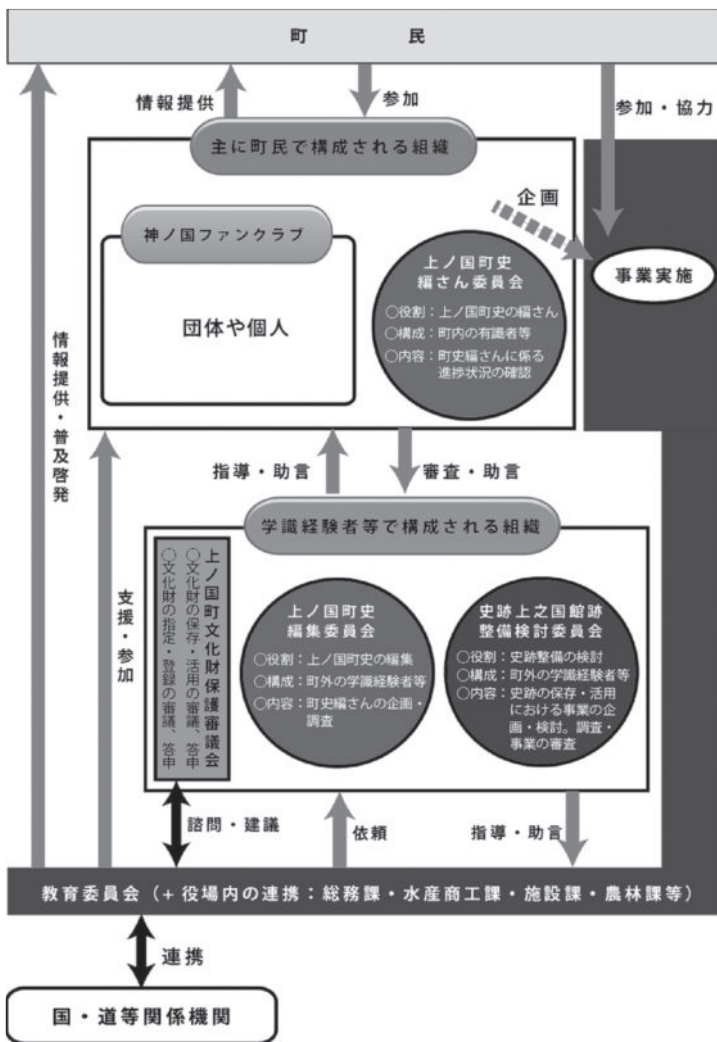 町民
情報提供
参加
参加・協力
主に町民で構成される組織
企画
神ノ国ファンクラブ
団体や個人
上ノ国町史
編さん委員会
○役割：上ノ国町史の編さん
○構成：町内の有識者等
○内容：町史編さんに係る
進捗状況の確認
事業実施
情報提供・普及啓発
指導・助言
審査・助言
学識経験者等で構成される組織
支援・参加
上ノ国町文化財保護審議会
○文化財の保存・活用の審議、答申
○文化財の指定・登録の審議、答申
上ノ国町史
編集委員会
○役割：上ノ国町史の編集
○構成：町外の学識経験者等
○内容：町史編さんの企画・
調査
史跡上之国館跡
整備検討委員会
○役割：史跡整備の検討
○構成：町外の学識経験者等
○内容：史跡の保存・活用
における事業の企
画・検討。調査・
事業の審査
諮問・建議
依頼
指導・助言
教育委員会（+役場内の連携：総務課・水産商工課・施設課・農林課等）
連携
国・道等関係機関